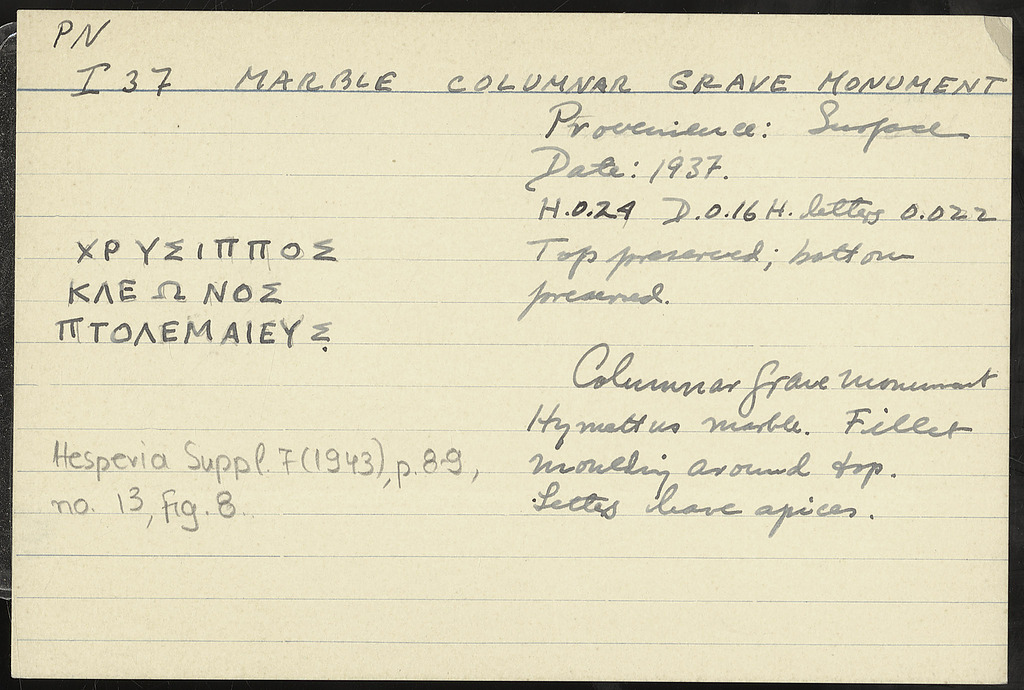 PN
I 37 MARBLE COLUMNAR GRAVE MONUMENT
Provenience: Surface
Date: 1937.
H.0.24 D.0.16 H. letters 0.022
Top preserved; bottom
preserved.
ΧΡΥΣΙΠΠΟΣ
ΚΛΕΩΝΟΣ
ΠΤΟΛΕΜΑΙΕΥΣ̣
Columnar grave monument
Hymettus marble. Fillet
moulding around top.
Letters have apices.
Hesperia Suppl. 7 (1943), p. 8-9,
no. 13, fig. 8.